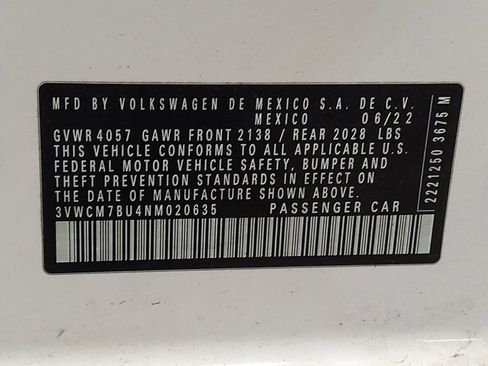 MFD BY VOLKSWAGEN DE MEXICO S.A. DE C.V.
MEXICO 06/22
GVWR 4057 GAWR FRONT 2138 / REAR 2028 LBS
THIS VEHICLE CONFORMS TO ALL APPLICABLE U.S.
FEDERAL MOTOR VEHICLE SAFETY, BUMPER AND
THEFT PREVENTION STANDARDS IN EFFECT ON
THE DATE OF MANUFACTURE SHOWN ABOVE.
3VWCM7BU4NM020635 PASSENGER CAR
2221250 3675 M